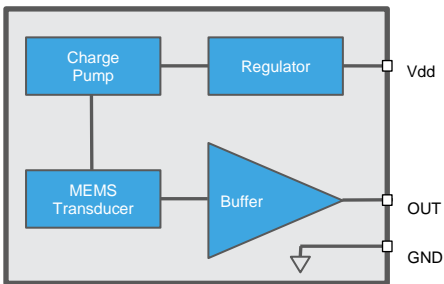 Charge
Pump
Regulator
Vdd
MEMS
Transducer
Buffer
OUT
GND